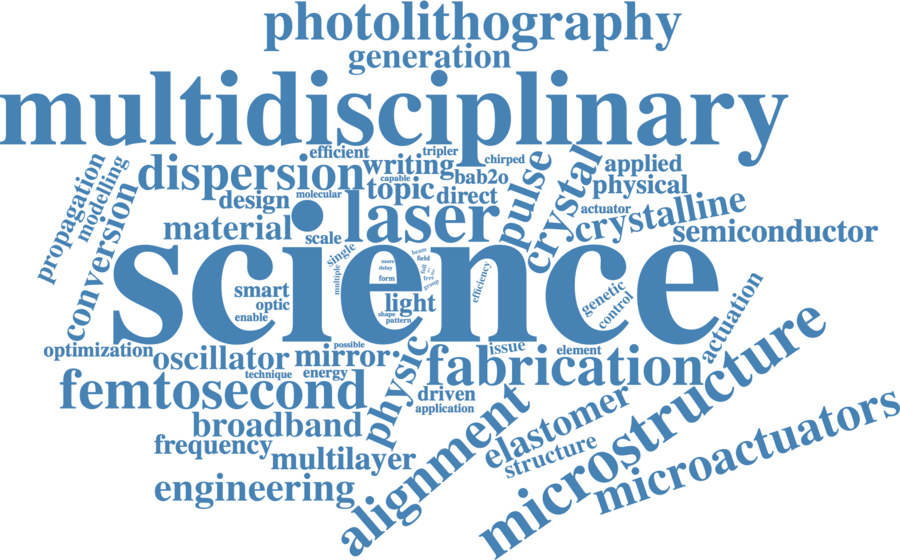 photolithography
generation
multidisciplinary
efficient
tripler
chirped
propagation
modelling
dispersion
writing
capable
topic
bab2o
direct
pulse
crystal
applied
physical
conversion
design
molecular
laser
actuator
crystalline
material
scale
semiconductor
single
multiple
science
more
delay
form
beam
field
full
free
group
efficiency
smart
optic
enable
light
shape
pattern
genetic
control
actuation
optimization
oscillator
mirror
possible
technique
energy
physic
issue
element
fabrication
femtosecond
driven
application
broadband
frequency
multilayer
engineering
alignment
elastomer
structure
microstructure
microactuators